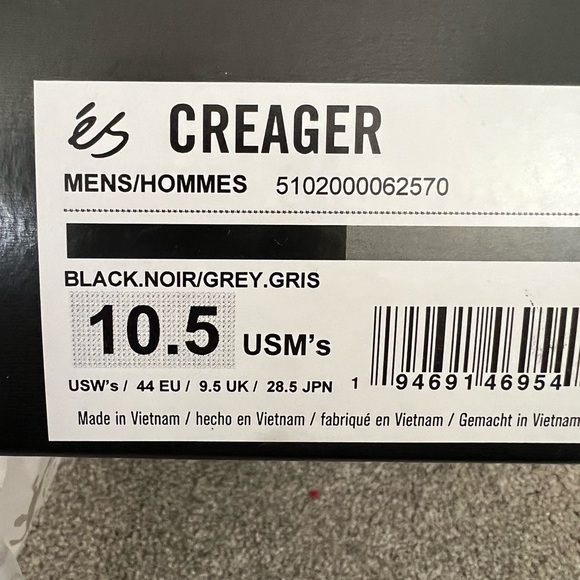 éS CREAGER
MENS/HOMMES 5102000062570
BLACK.NOIR/GREY.GRIS
10.5 USM's
USW's / 44 EU / 9.5 UK / 28.5 JPN
1 94691 46954
Made in Vietnam / hecho en Vietnam / fabriqué en Vietnam / Gemacht in Vietnam